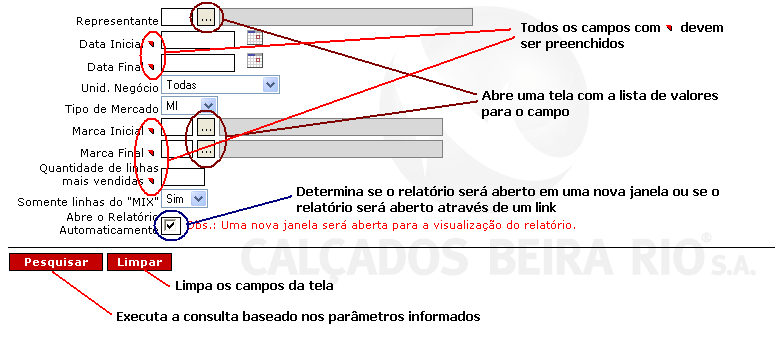 Representante ...
Data Inicial
Data Final
Todos os campos com devem
ser preenchidos
Unid. Negócio Todas
Tipo de Mercado MI
Abre uma tela com a lista de valores
para o campo
Marca Inicial ...
Marca Final ...
Quantidade de linhas
mais vendidas
Somente linhas do "MIX" Sim
Determina se o relatório será aberto em uma nova janela ou se o
relatório será aberto através de um link
Abre o Relatório
Automaticamente
Obs.: Uma nova janela será aberta para a visualização do relatório.
CALÇADOS BEIRA RIO® S.A.
Pesquisar Limpar
Limpa os campos da tela
Executa a consulta baseado nos parâmetros informados